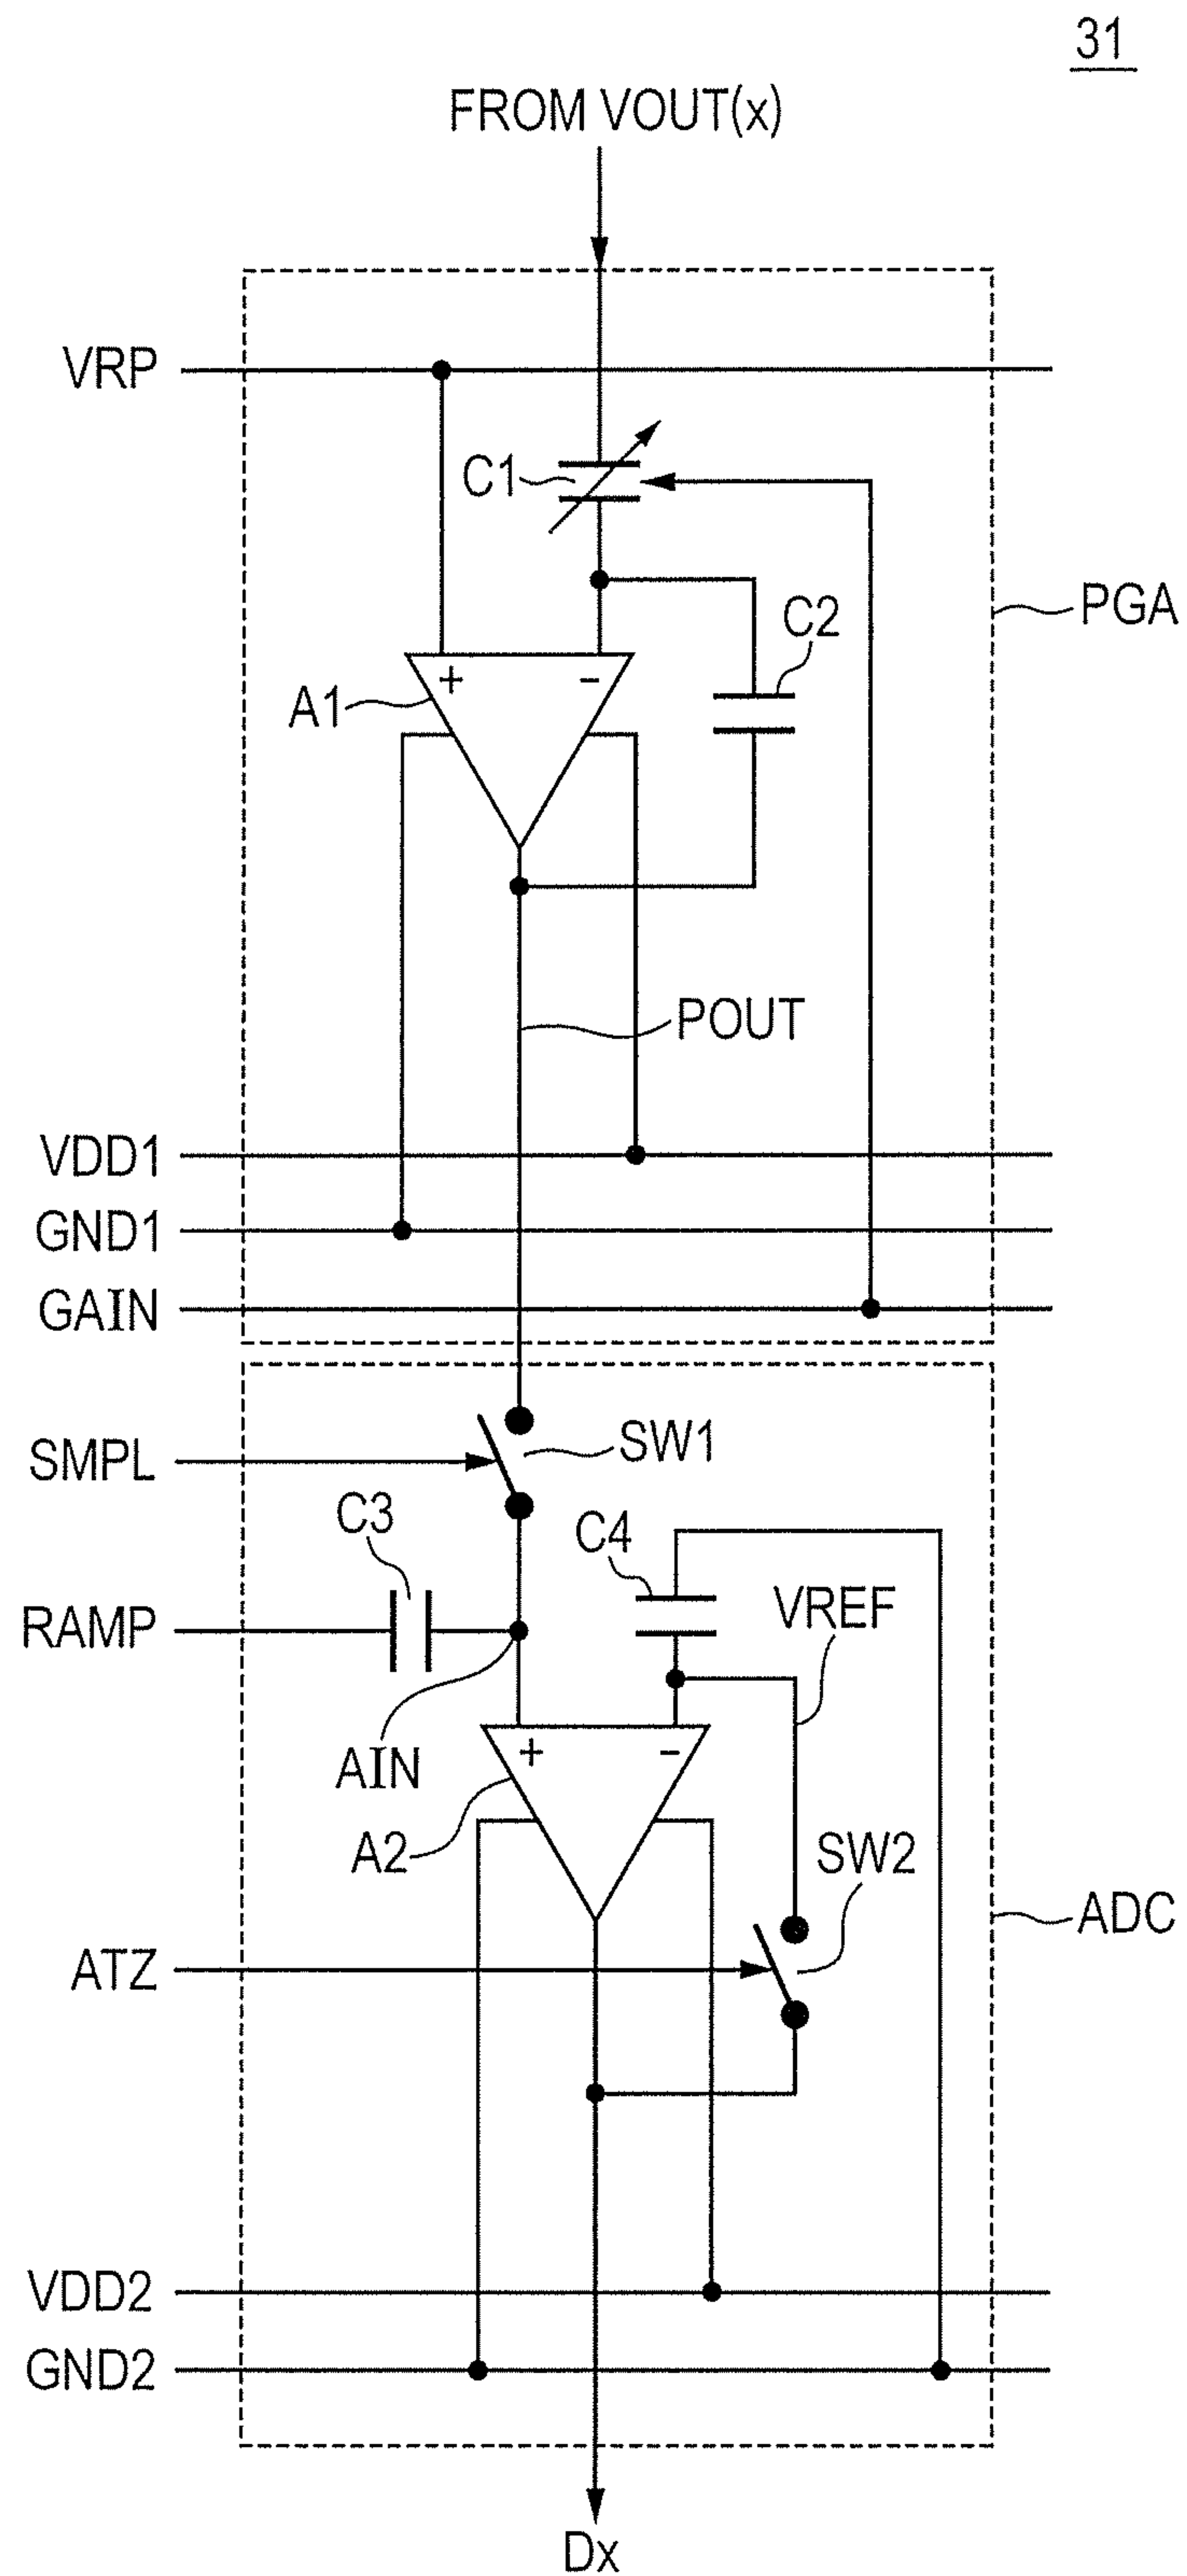 31
FROM VOUT(x)
VRP
C1
C2
PGA
+
-
A1
POUT
VDD1
GND1
GAIN
SMPL
SW1
C3
C4
VREF
RAMP
+
-
AIN
A2
SW2
ADC
ATZ
VDD2
GND2
Dx